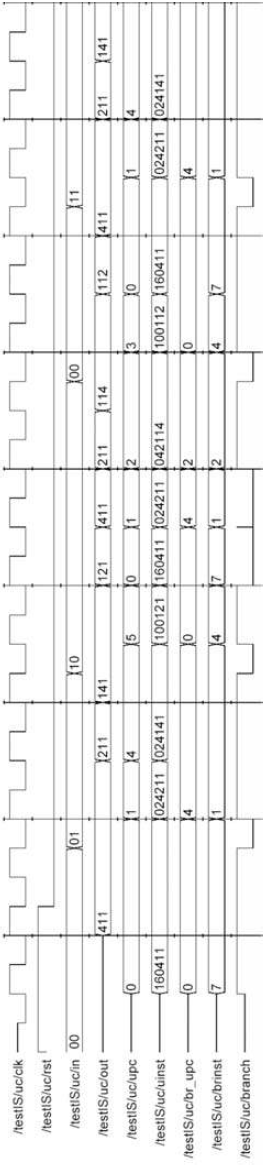 /testIS/uc/clk
/testIS/uc/rst
/testIS/uc/in 00 01 10 00 11
/testIS/uc/out 411 211 141 121 411 211 114 112 411 211 141
/testIS/uc/upc 0 1 4 5 0 1 2 3 0 1 4
/testIS/uc/uinst 160411 024211 024141 100121 160411 024211 042114 100112 160411 024211 024141
/testIS/uc/br_upc 0 4 0 4 2 0 4
/testIS/uc/brinst 7 1 4 7 1 2 4 7 1
/testIS/uc/branch